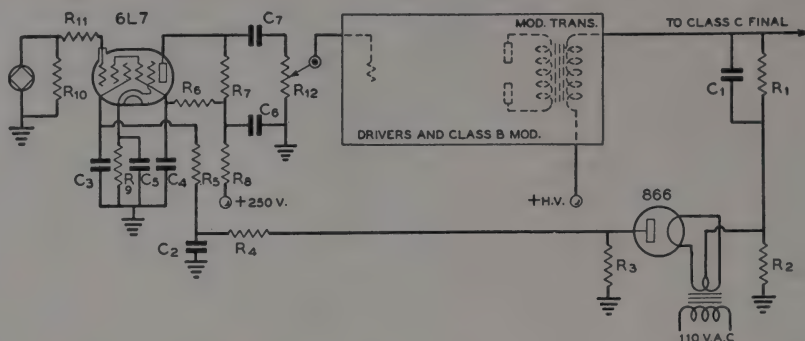 R11
6L7
C7
MOD. TRANS.
TO CLASS C FINAL
R10
R6
R7
R12
C1
R1
C6
DRIVERS AND CLASS B MOD.
C3
R9
C5
C4
R5
R8
+250 V.
+H.V.
866
C2
R4
R3
R2
110 V.A.C